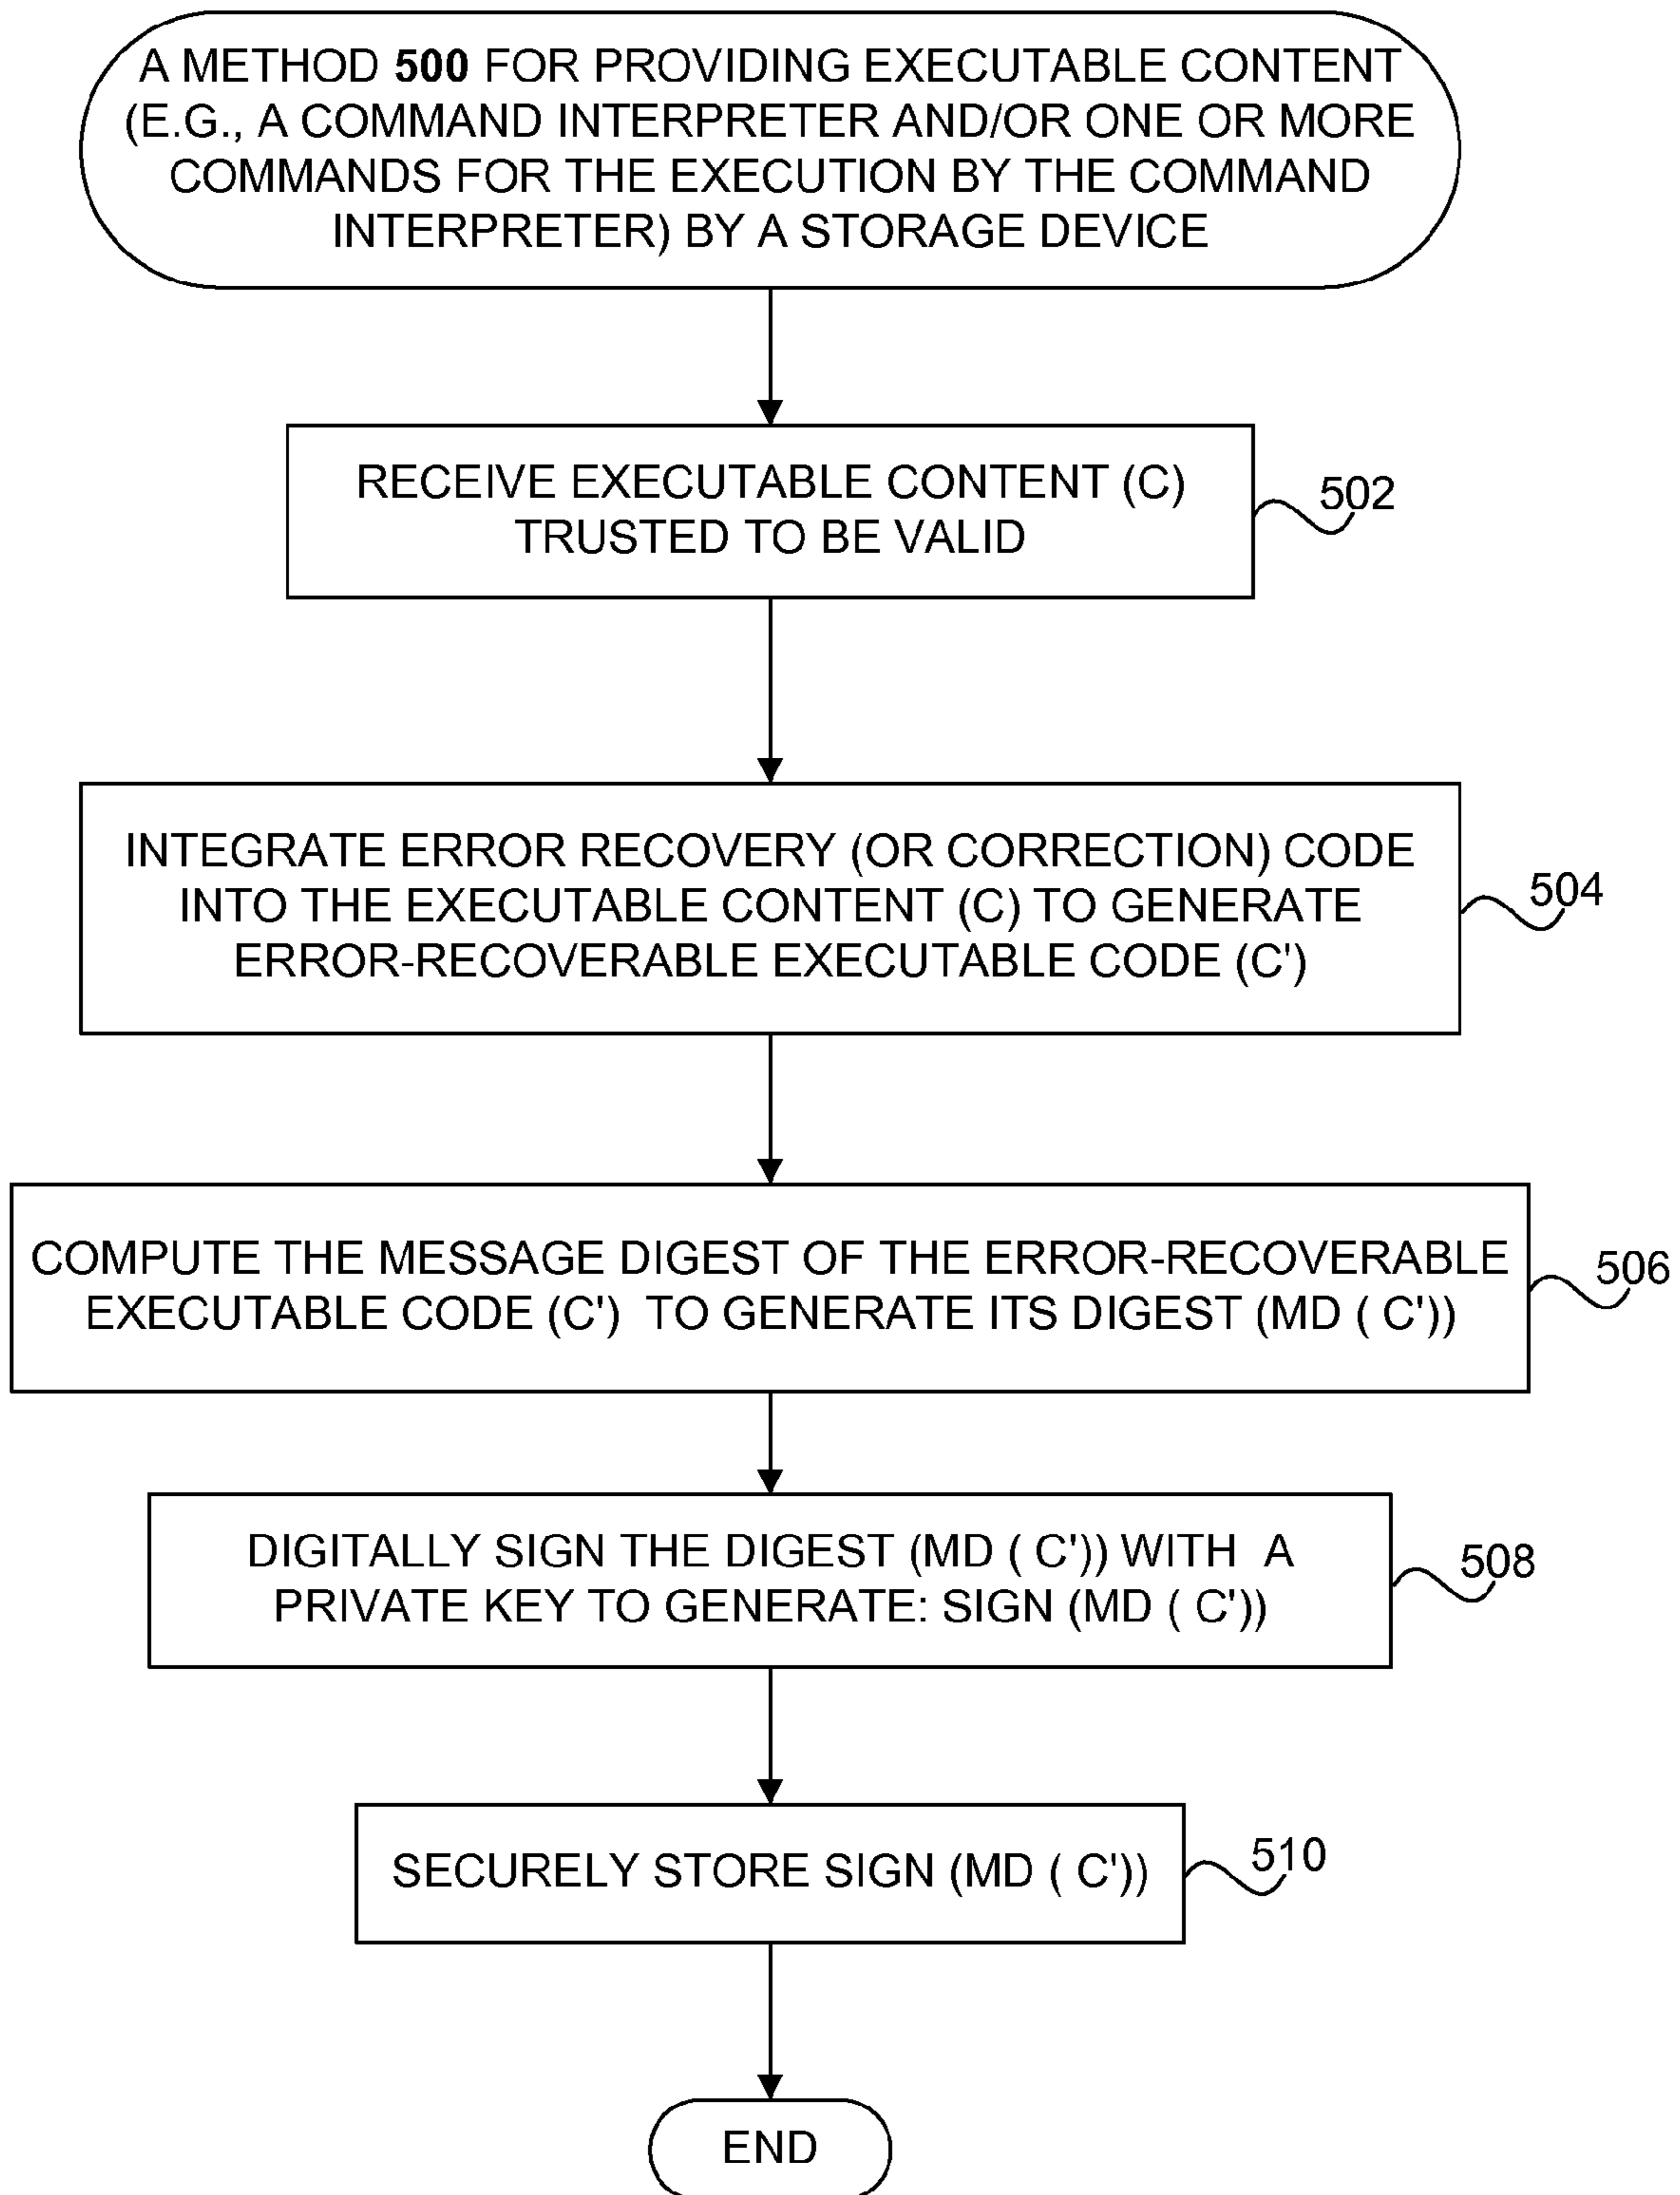 A METHOD 500 FOR PROVIDING EXECUTABLE CONTENT
(E.G., A COMMAND INTERPRETER AND/OR ONE OR MORE
COMMANDS FOR THE EXECUTION BY THE COMMAND
INTERPRETER) BY A STORAGE DEVICE
RECEIVE EXECUTABLE CONTENT (C)
TRUSTED TO BE VALID
502
INTEGRATE ERROR RECOVERY (OR CORRECTION) CODE
INTO THE EXECUTABLE CONTENT (C) TO GENERATE
ERROR-RECOVERABLE EXECUTABLE CODE (C')
504
COMPUTE THE MESSAGE DIGEST OF THE ERROR-RECOVERABLE
EXECUTABLE CODE (C') TO GENERATE ITS DIGEST (MD ( C'))
506
DIGITALLY SIGN THE DIGEST (MD ( C')) WITH A
PRIVATE KEY TO GENERATE: SIGN (MD ( C'))
508
SECURELY STORE SIGN (MD ( C'))
510
END